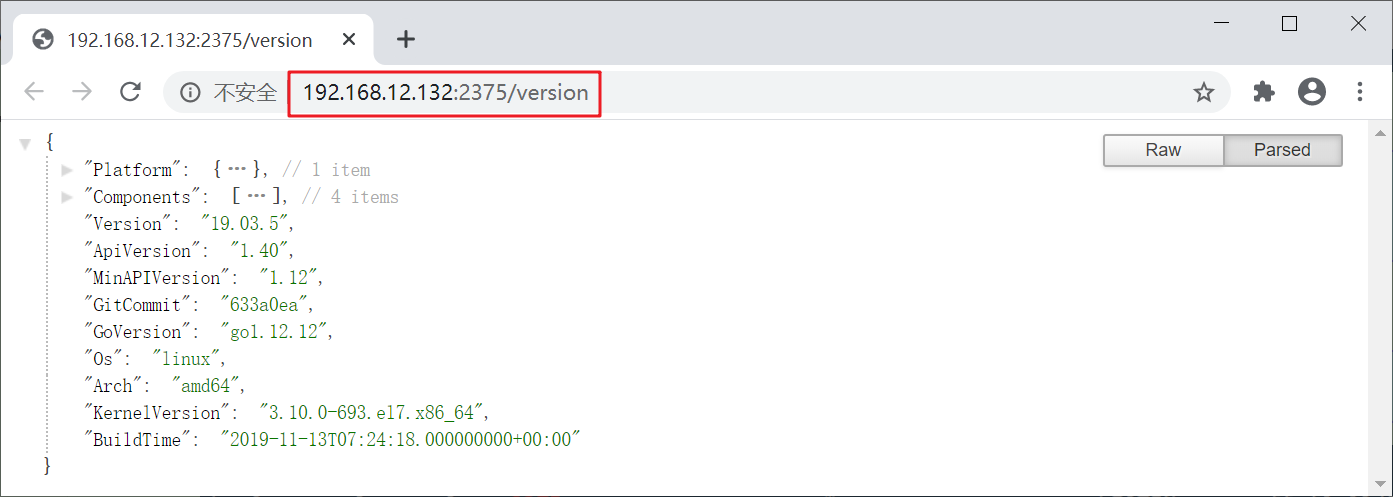 192.168.12.132:2375/version
不安全 192.168.12.132:2375/version
Raw Parsed
{
"Platform": { ··· }, // 1 item
"Components": [ ··· ], // 4 items
"Version": "19.03.5",
"ApiVersion": "1.40",
"MinAPIVersion": "1.12",
"GitCommit": "633a0ea",
"GoVersion": "go1.12.12",
"Os": "linux",
"Arch": "amd64",
"KernelVersion": "3.10.0-693.el7.x86_64",
"BuildTime": "2019-11-13T07:24:18.000000000+00:00"
}